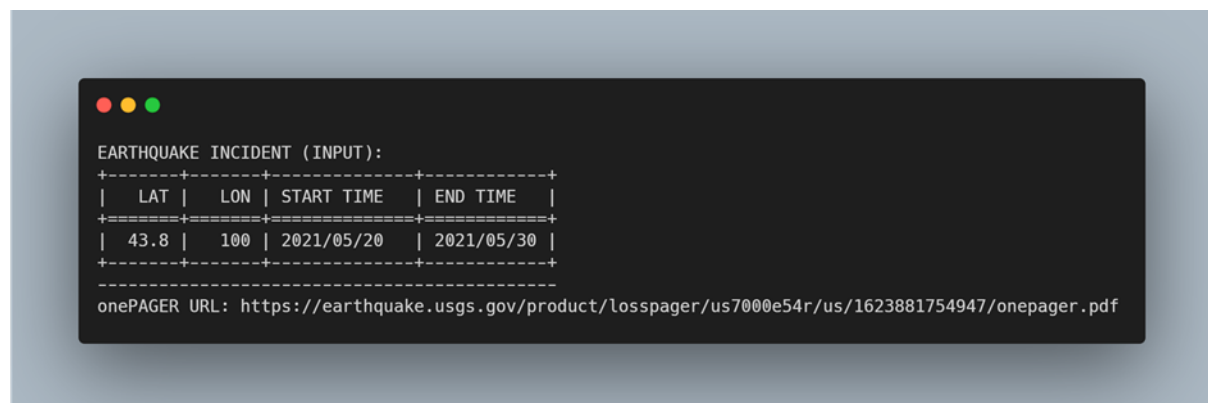 EARTHQUAKE INCIDENT (INPUT):
+-------+-------+--------------+------------+
|   LAT |   LON | START TIME   | END TIME   |
+=======+=======+==============+============+
|  43.8 |   100 | 2021/05/20   | 2021/05/30 |
+-------+-------+--------------+------------+
---------------------------------------------
onePAGER URL: https://earthquake.usgs.gov/product/losspager/us7000e54r/us/1623881754947/onepager.pdf